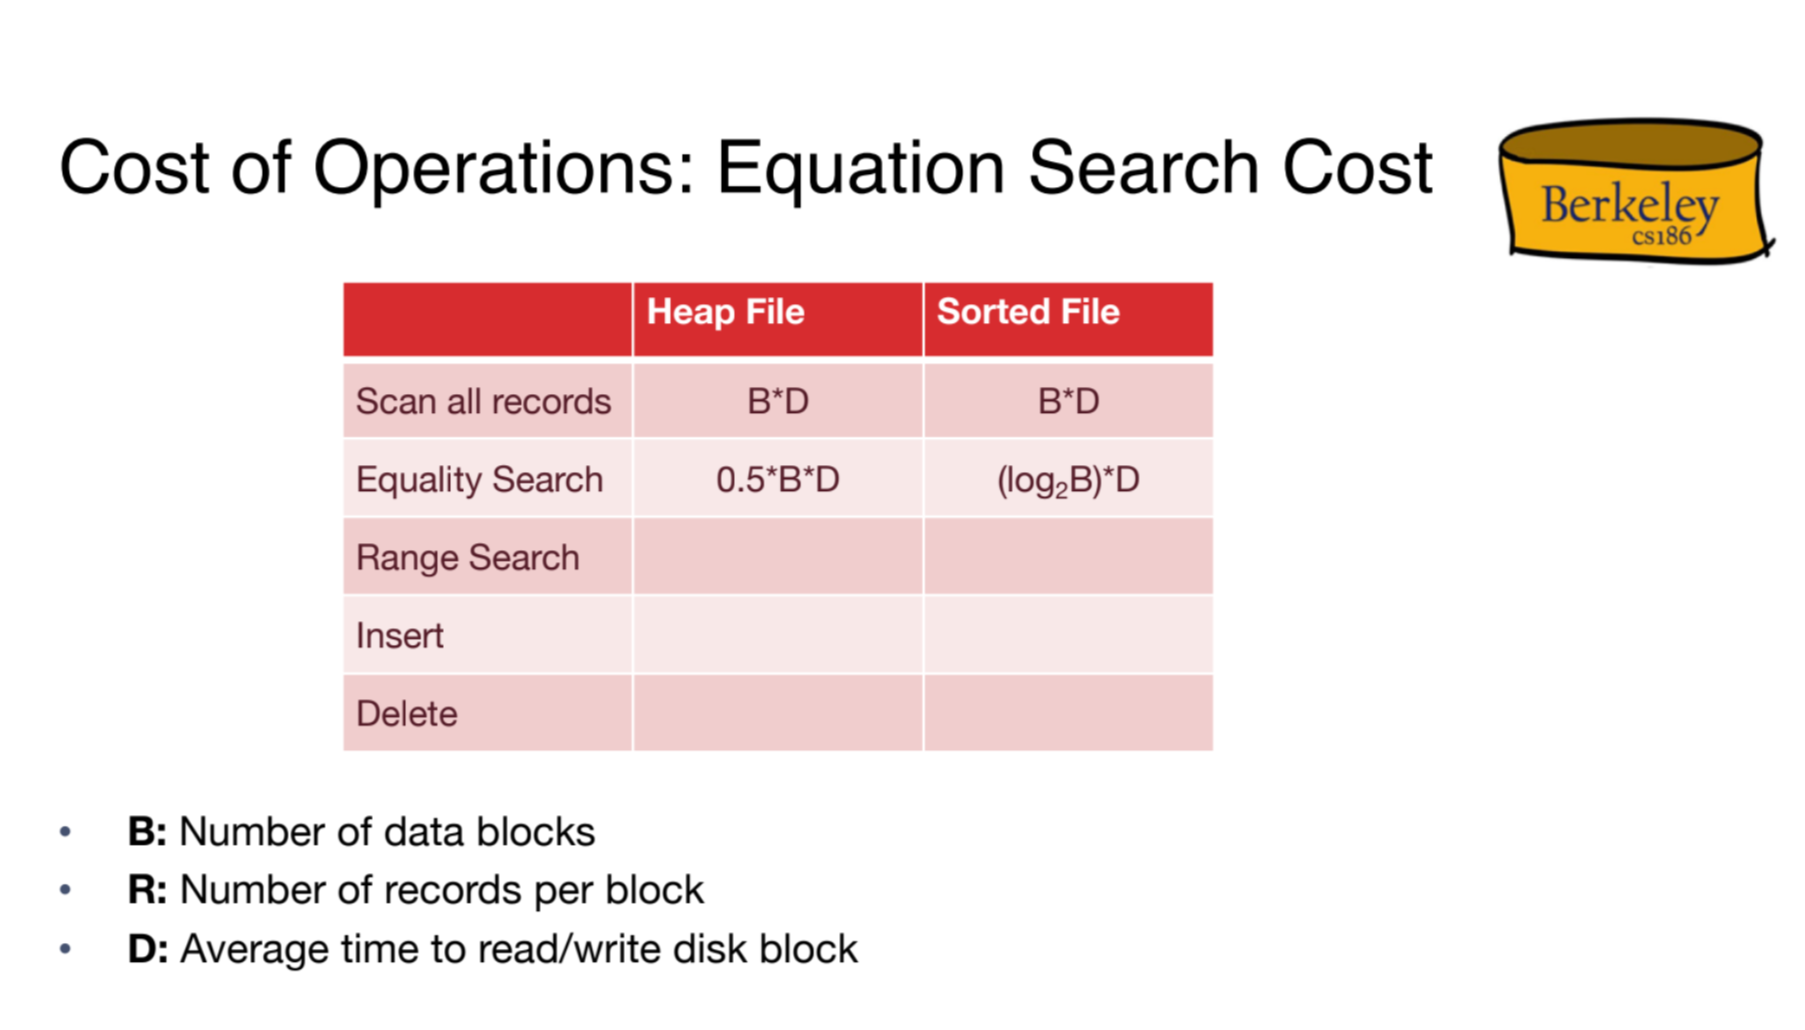 Cost of Operations: Equation Search Cost
Berkeley
cs186
Heap File Sorted File
Scan all records B*D B*D
Equality Search 0.5*B*D (log₂B)*D
Range Search
Insert
Delete
• B: Number of data blocks
• R: Number of records per block
• D: Average time to read/write disk block